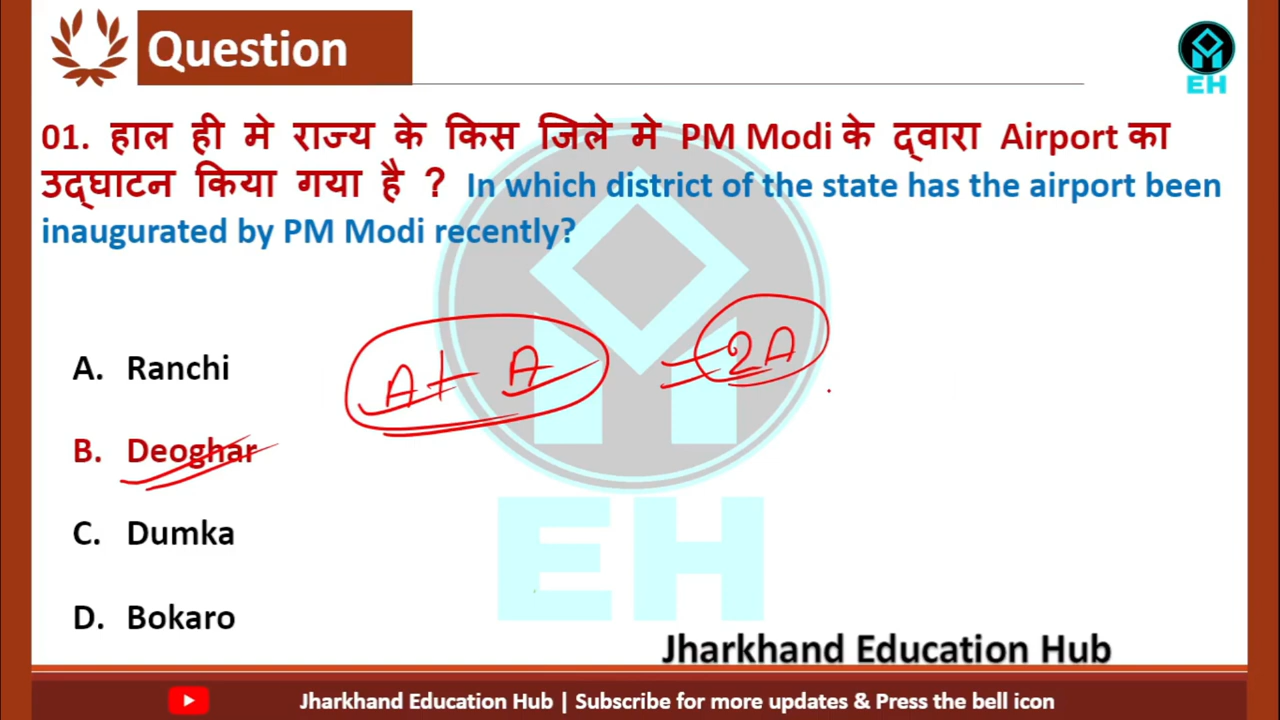 Question
EH
01. हाल ही मे राज्य के किस जिले मे PM Modi के द्वारा Airport का
उद्घाटन किया गया है ? In which district of the state has the airport been
inaugurated by PM Modi recently?
A. Ranchi
A + A = 2A
B. Deoghar
C. Dumka
EH
D. Bokaro
Jharkhand Education Hub
Jharkhand Education Hub | Subscribe for more updates & Press the bell icon